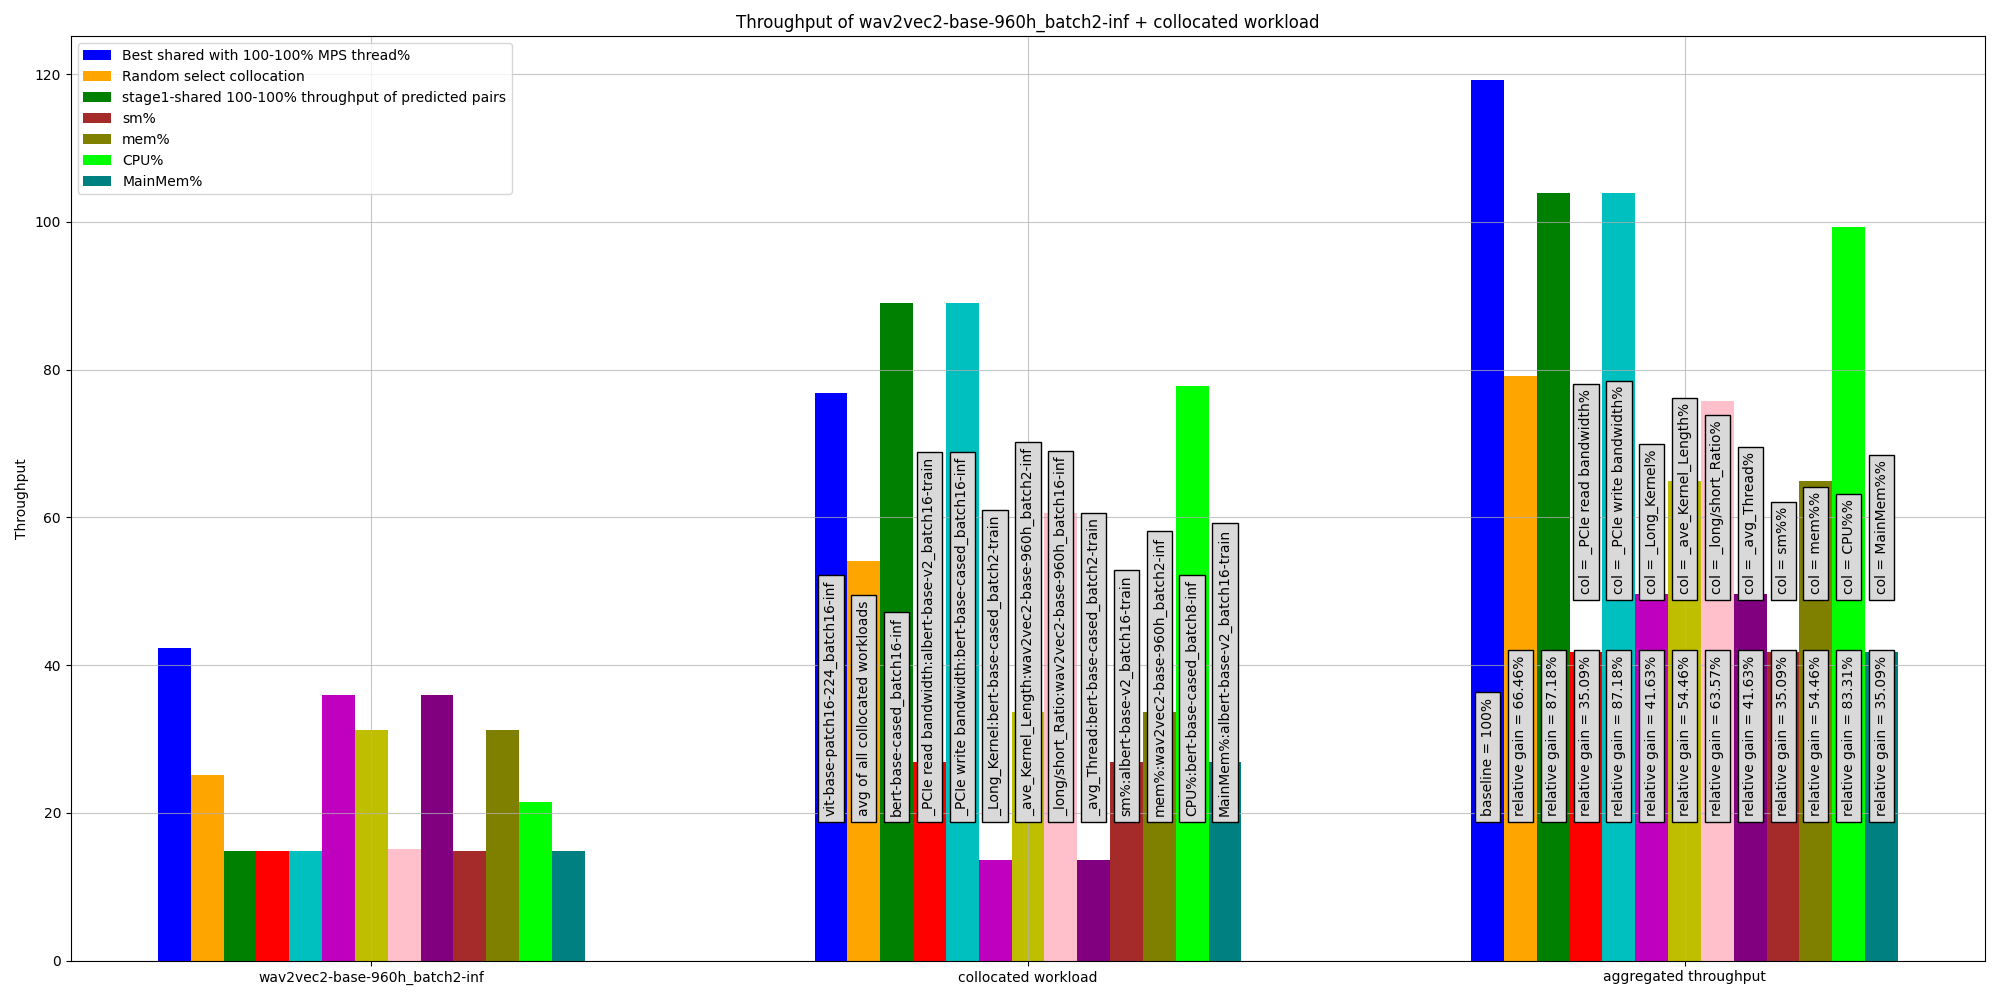 Throughput of wav2vec2-base-960h_batch2-inf + collocated workload
Best shared with 100-100% MPS thread%
Random select collocation
stage1-shared 100-100% throughput of predicted pairs
sm%
mem%
CPU%
MainMem%
Throughput
120
100
80
60
40
20
0
vit-base-patch16-224_batch16-inf
avg of all collocated workloads
bert-base-cased_batch16-inf
_PCIe read bandwidth:albert-base-v2_batch16-train
_PCIe write bandwidth:bert-base-cased_batch16-inf
_Long_Kernel:bert-base-cased_batch2-train
_ave_Kernel_Length:wav2vec2-base-960h_batch2-inf
_long/short_Ratio:wav2vec2-base-960h_batch16-inf
_avg_Thread:bert-base-cased_batch2-train
sm%:albert-base-v2_batch16-train
mem%:wav2vec2-base-960h_batch2-inf
CPU%:bert-base-cased_batch8-inf
MainMem%:albert-base-v2_batch16-train
col = _PCIe read bandwidth%
col = _PCIe write bandwidth%
col = _Long_Kernel%
col = _ave_Kernel_Length%
col = _long/short_Ratio%
col = _avg_Thread%
col = sm%%
col = mem%%
col = CPU%%
col = MainMem%%
baseline = 100%
relative gain = 66.46%
relative gain = 87.18%
relative gain = 35.09%
relative gain = 87.18%
relative gain = 41.63%
relative gain = 54.46%
relative gain = 63.57%
relative gain = 41.63%
relative gain = 35.09%
relative gain = 54.46%
relative gain = 83.31%
relative gain = 35.09%
wav2vec2-base-960h_batch2-inf
collocated workload
aggregated throughput